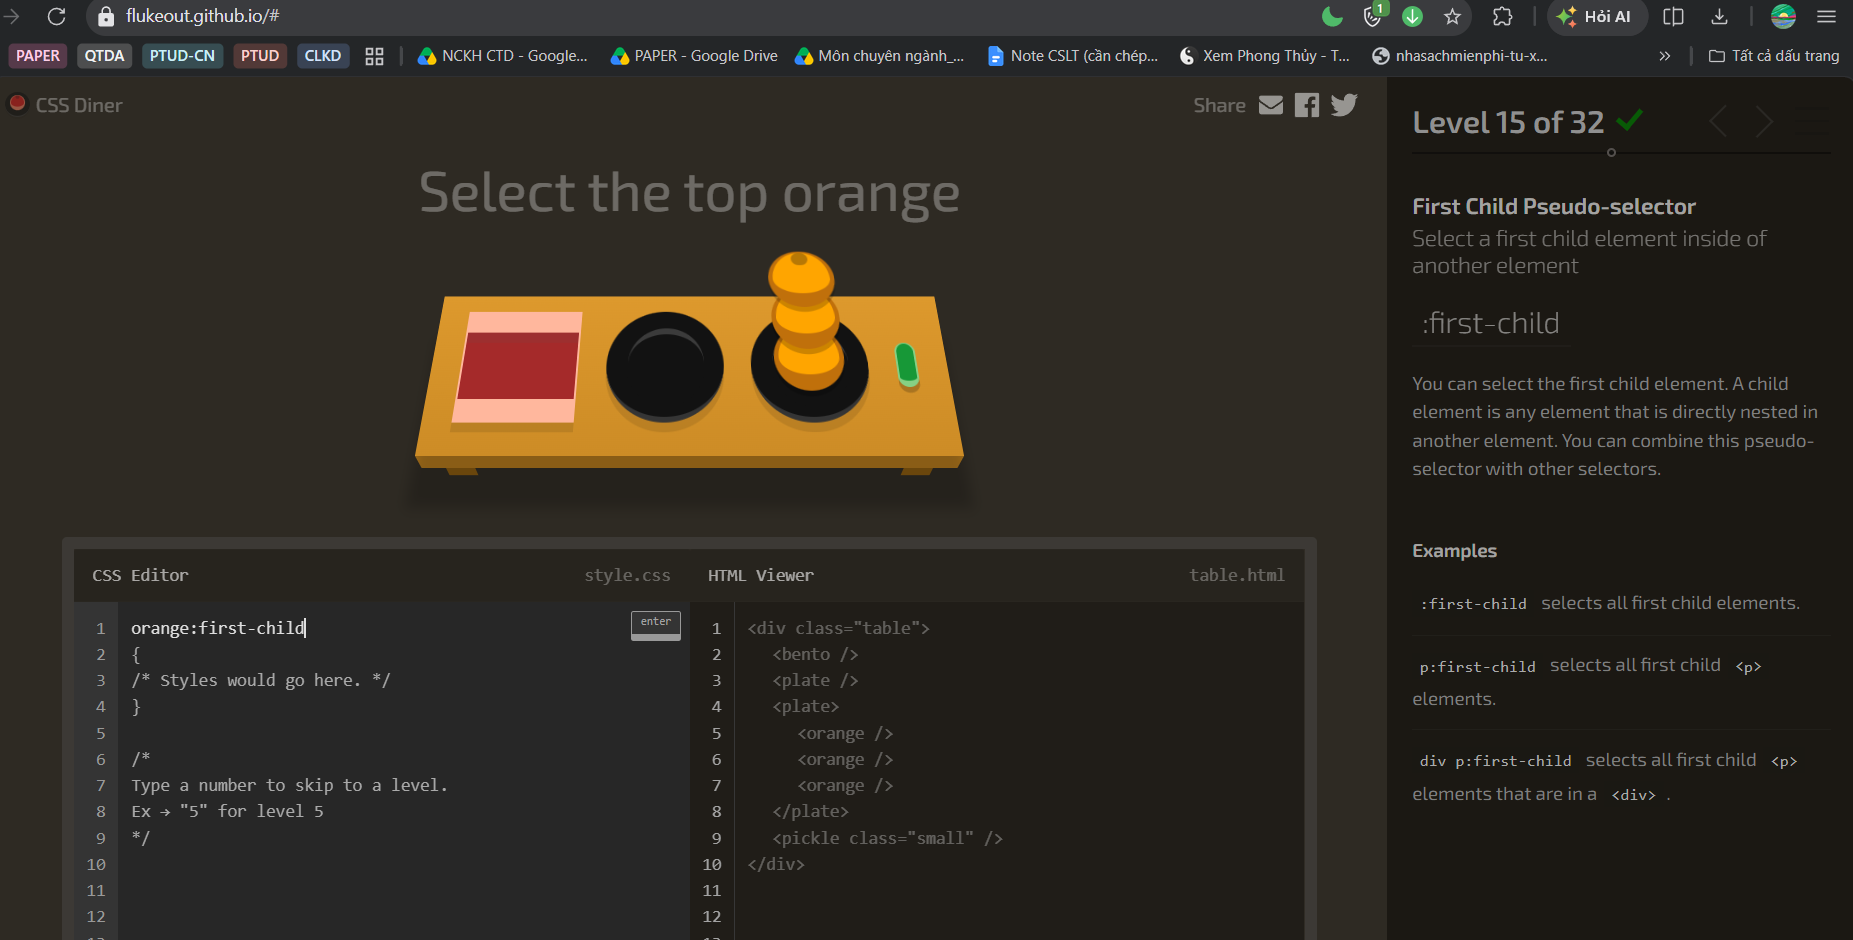 flukeout.github.io/#
1
Hỏi AI
PAPER
QTDA
PTUD-CN
PTUD
CLKD
NCKH CTD - Google...
PAPER - Google Drive
Môn chuyên ngành_...
Note CSLT (cần chép...
Xem Phong Thủy - T...
nhasachmienphi-tu-x...
»
Tất cả dấu trang
CSS Diner
Share
Select the top orange
CSS Editor
style.css
1 orange:first-child
2 {
3 /* Styles would go here. */
4 }
5
6 /*
7 Type a number to skip to a level.
8 Ex → "5" for level 5
9 */
10
11
12
enter
HTML Viewer
table.html
1 <div class="table">
2 <bento />
3 <plate />
4 <plate>
5 <orange />
6 <orange />
7 <orange />
8 </plate>
9 <pickle class="small" />
10 </div>
11
12
Level 15 of 32
First Child Pseudo-selector
Select a first child element inside of
another element
:first-child
You can select the first child element. A child
element is any element that is directly nested in
another element. You can combine this pseudo-
selector with other selectors.
Examples
:first-child selects all first child elements.
p:first-child selects all first child <p>
elements.
div p:first-child selects all first child <p>
elements that are in a <div> .